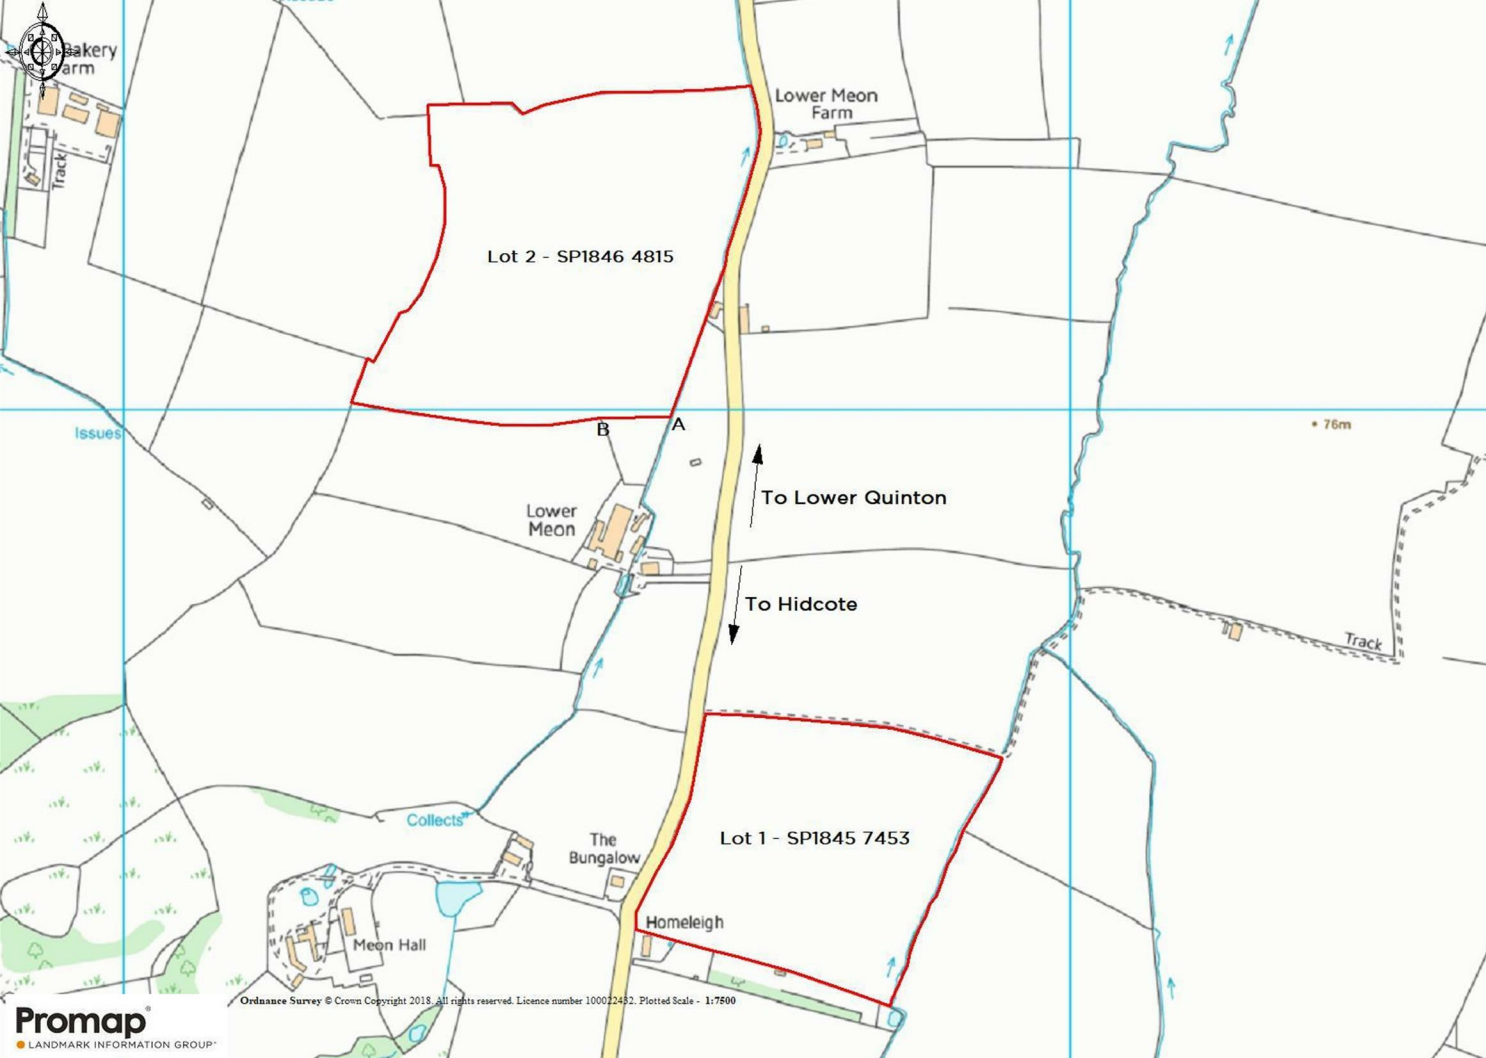 Bakery
arm
Track
Lower Meon
Farm
Lot 2 - SP1846 4815
Issues
B
A
76m
To Lower Quinton
Lower
Meon
To Hidcote
Track
Collects
The
Bungalow
Lot 1 - SP1845 7453
Homeleigh
Meon Hall
Ordnance Survey © Crown Copyright 2018. All rights reserved. Licence number 100022432. Plotted Scale - 1:7500
Promap®
LANDMARK INFORMATION GROUP®